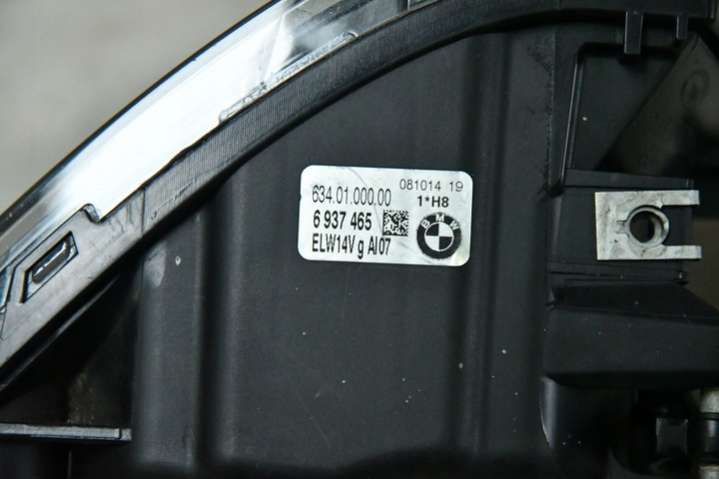 634.01.000.00
081014 19
1*H8
6 937 465
BMW
ELW14V g AI07